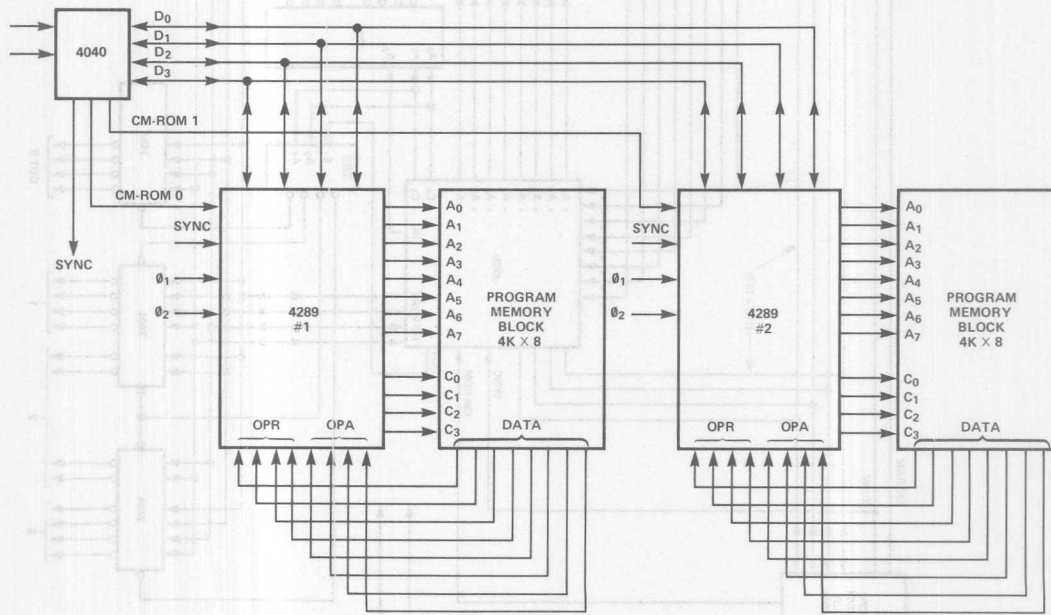 4040
D0
D1
D2
D3
CM-ROM 1
CM-ROM 0
SYNC
SYNC
Ø1
Ø2
4289
#1
OPR
OPA
A0
A1
A2
A3
A4
A5
A6
A7
C0
C1
C2
C3
PROGRAM
MEMORY
BLOCK
4K X 8
DATA
SYNC
Ø1
Ø2
4289
#2
OPR
OPA
A0
A1
A2
A3
A4
A5
A6
A7
C0
C1
C2
C3
PROGRAM
MEMORY
BLOCK
4K X 8
DATA